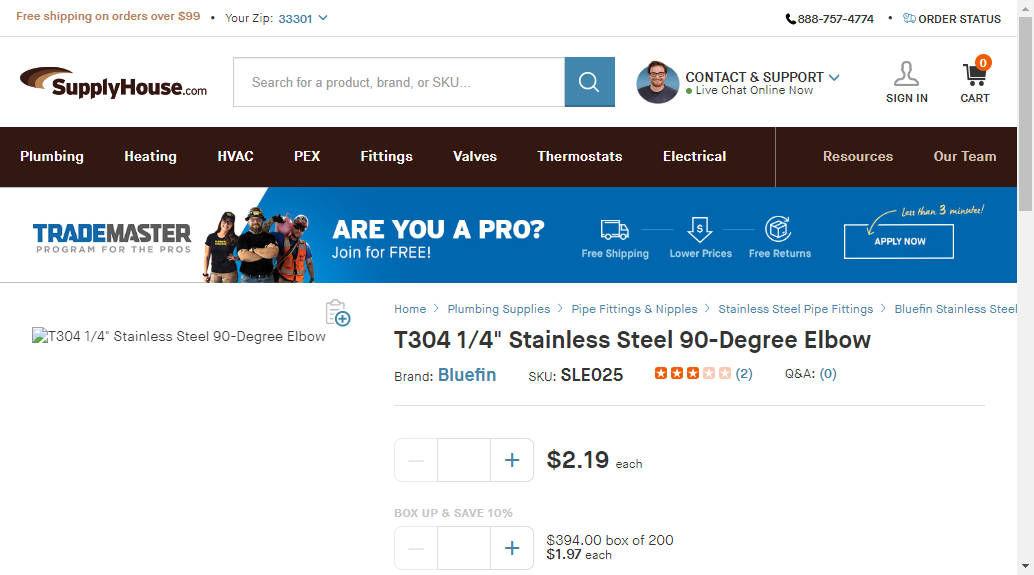 Free shipping on orders over $99 • Your Zip: 33301
888-757-4774 • ORDER STATUS
SupplyHouse.com
Search for a product, brand, or SKU...
CONTACT & SUPPORT
Live Chat Online Now
SIGN IN
0
CART
Plumbing Heating HVAC PEX Fittings Valves Thermostats Electrical Resources Our Team
TRADEMASTER
PROGRAM FOR THE PROS
ARE YOU A PRO?
Join for FREE!
Free Shipping
$
Lower Prices
Free Returns
Less than 3 minutes!
APPLY NOW
T304 1/4" Stainless Steel 90-Degree Elbow
Home > Plumbing Supplies > Pipe Fittings & Nipples > Stainless Steel Pipe Fittings > Bluefin Stainless Steel
T304 1/4" Stainless Steel 90-Degree Elbow
Brand: Bluefin SKU: SLE025 (2) Q&A: (0)
— + $2.19 each
BOX UP & SAVE 10%
— + $394.00 box of 200
$1.97 each